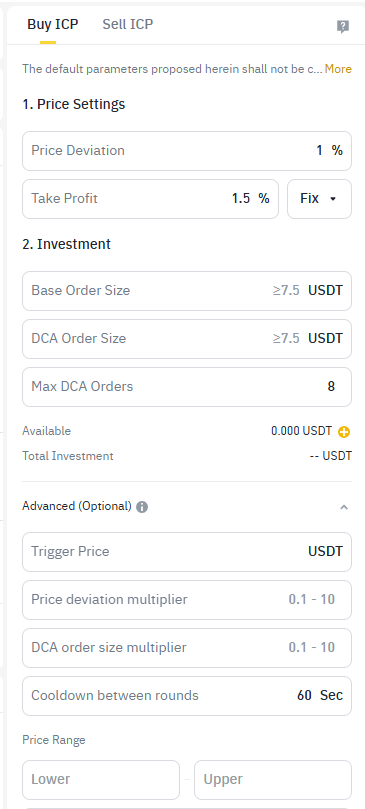 Buy ICP Sell ICP
The default parameters proposed herein shall not be c... More
1. Price Settings
Price Deviation 1 %
Take Profit 1.5 % Fix
2. Investment
Base Order Size ≥7.5 USDT
DCA Order Size ≥7.5 USDT
Max DCA Orders 8
Available 0.000 USDT
Total Investment -- USDT
Advanced (Optional)
Trigger Price USDT
Price deviation multiplier 0.1 - 10
DCA order size multiplier 0.1 - 10
Cooldown between rounds 60 Sec
Price Range
Lower - Upper